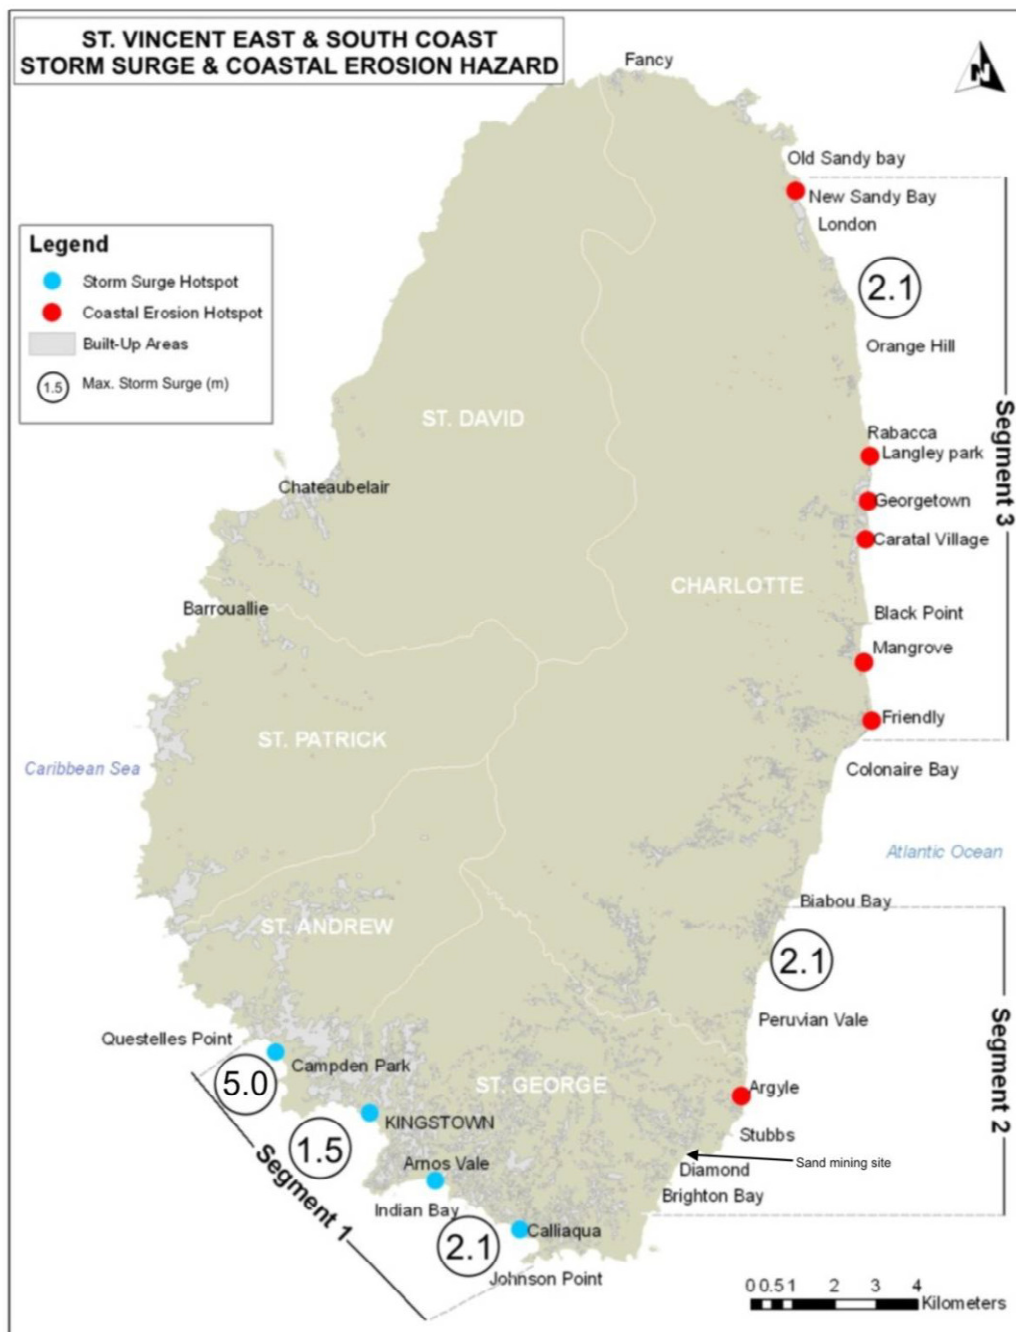 ST. VINCENT EAST & SOUTH COAST
STORM SURGE & COASTAL EROSION HAZARD
N
Fancy
Old Sandy bay
New Sandy Bay
London
Legend
Storm Surge Hotspot
Coastal Erosion Hotspot
Built-Up Areas
1.5
Max. Storm Surge (m)
2.1
Orange Hill
Segment 3
ST. DAVID
Rabacca
Langley park
Chateaubelair
Georgetown
Caratal Village
CHARLOTTE
Barrouallie
Black Point
Mangrove
Friendly
ST. PATRICK
Caribbean Sea
Colonaire Bay
Atlantic Ocean
Biabou Bay
ST. ANDREW
2.1
Peruvian Vale
Segment 2
Questelles Point
Campden Park
5.0
ST. GEORGE
Argyle
KINGSTOWN
1.5
Stubbs
Segment 1
Arnos Vale
Sand mining site
Diamond
Brighton Bay
Indian Bay
2.1
Calliaqua
Johnson Point
0 0.5 1 2 3 4
Kilometers